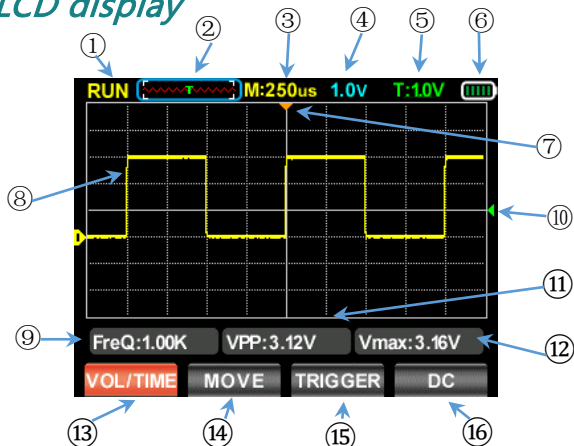 LCD display
① ② ③ ④ ⑤ ⑥
RUN T M:250us 1.0V T:1.0V
⑦
⑧
1
⑩
⑪
⑨ FreQ:1.00K VPP:3.12V Vmax:3.16V ⑫
VOL/TIME MOVE TRIGGER DC
⑬ ⑭ ⑮ ⑯